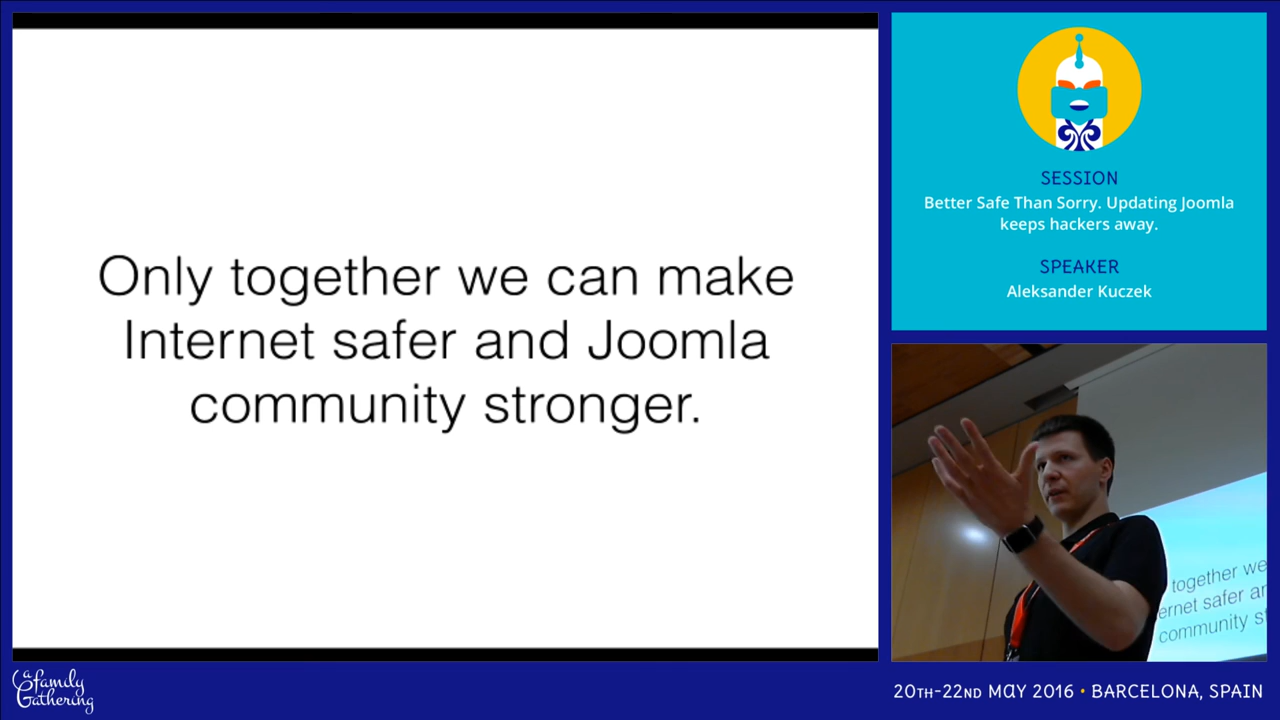 Only together we can make
Internet safer and Joomla
community stronger.
SESSION
Better Safe Than Sorry. Updating Joomla
keeps hackers away.
SPEAKER
Aleksander Kuczek
together we
ernet safer ar
community st
a family
Gathering
20TH-22ND MAY 2016 • BARCELONA, SPAIN